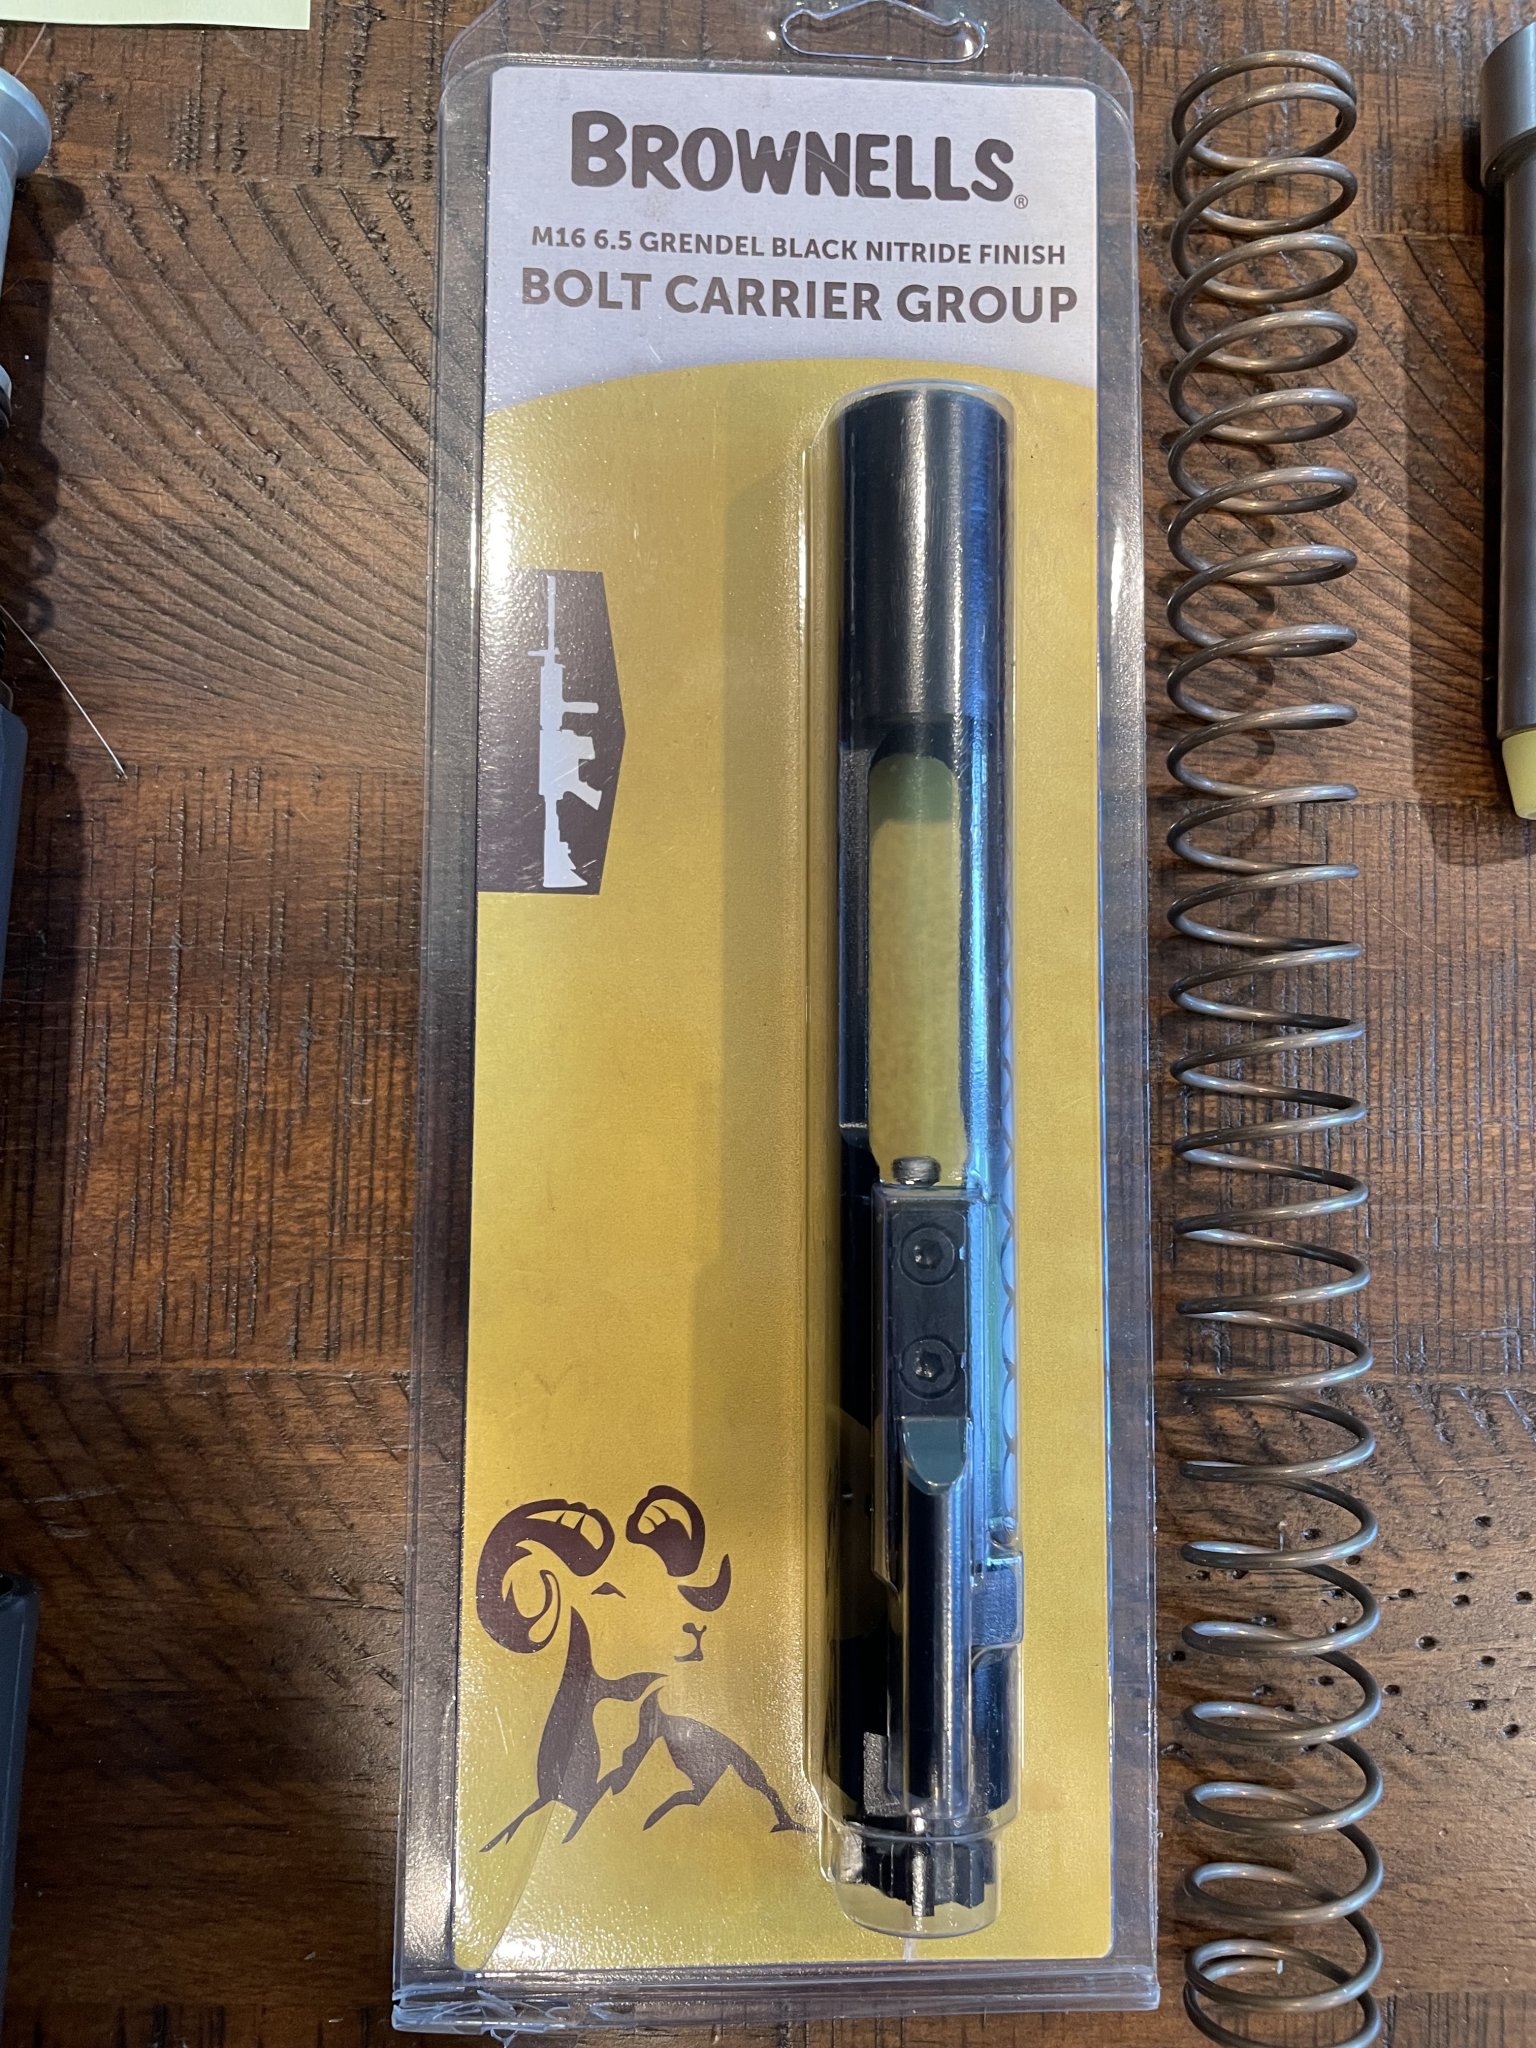 BROWNELLS®
M16 6.5 GRENDEL BLACK NITRIDE FINISH
BOLT CARRIER GROUP
®